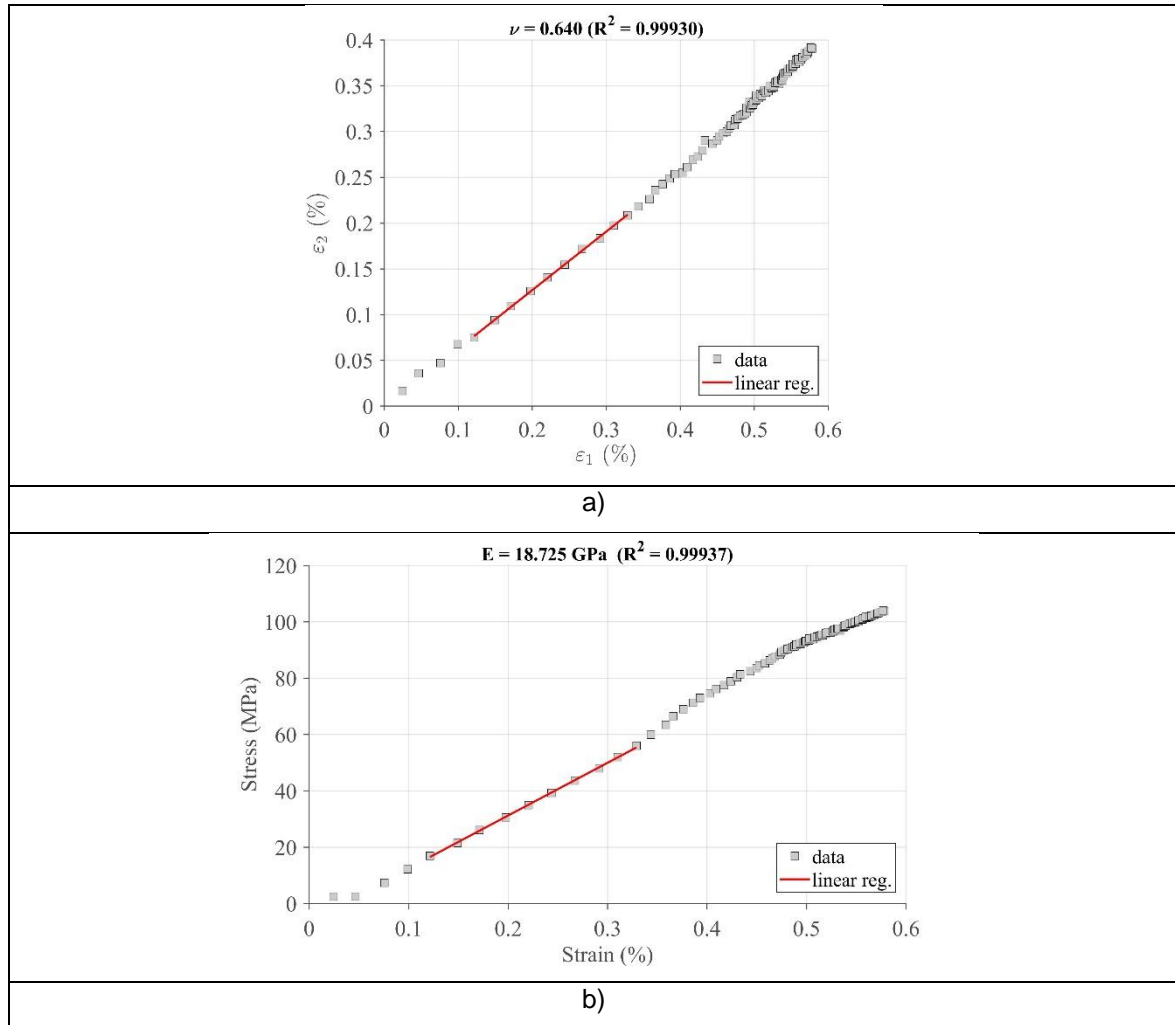 ν = 0.640 (R² = 0.99930)
0.4
0.35
0.3
0.25
0.2
0.15
0.1
0.05
0
ε₂ (%)
data
linear reg.
0 0.1 0.2 0.3 0.4 0.5 0.6
ε₁ (%)
a)
E = 18.725 GPa (R² = 0.99937)
120
100
80
60
40
20
0
Stress (MPa)
data
linear reg.
0 0.1 0.2 0.3 0.4 0.5 0.6
Strain (%)
b)